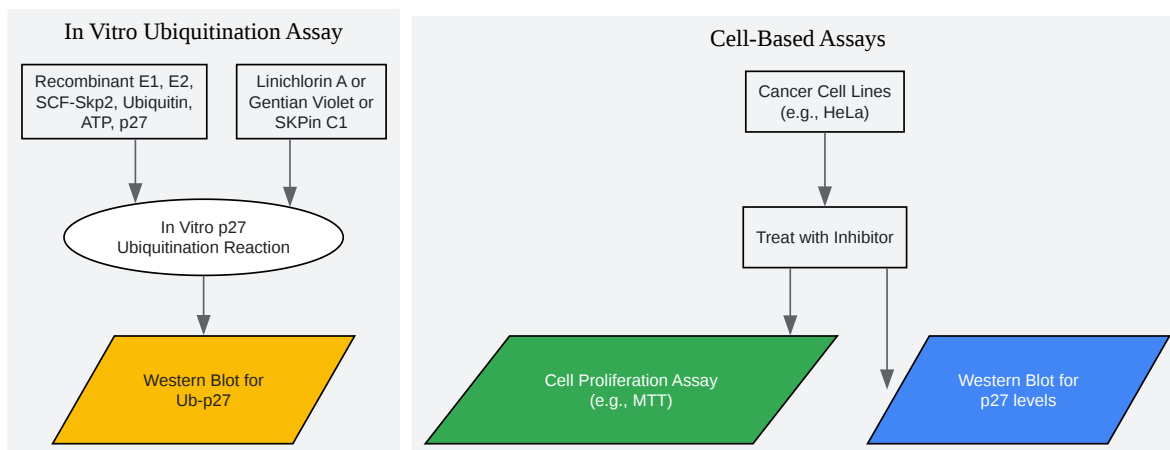 In Vitro Ubiquitination Assay
Recombinant E1, E2,
SCF-Skp2, Ubiquitin,
ATP, p27
Linichlorin A or
Gentian Violet or
SKPin C1
In Vitro p27
Ubiquitination Reaction
Western Blot for
Ub-p27
Cell-Based Assays
Cancer Cell Lines
(e.g., HeLa)
Treat with Inhibitor
Cell Proliferation Assay
(e.g., MTT)
Western Blot for
p27 levels